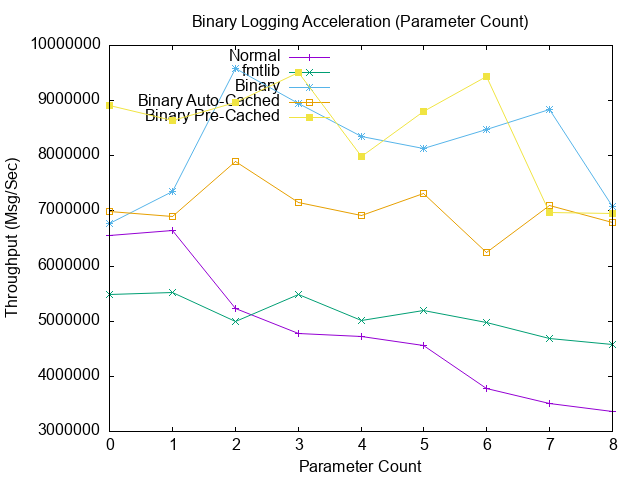 Binary Logging Acceleration (Parameter Count)
Normal
fmtlib
Binary
Binary Auto-Cached
Binary Pre-Cached
Throughput (Msg/Sec)
10000000
9000000
8000000
7000000
6000000
5000000
4000000
3000000
0 1 2 3 4 5 6 7 8
Parameter Count